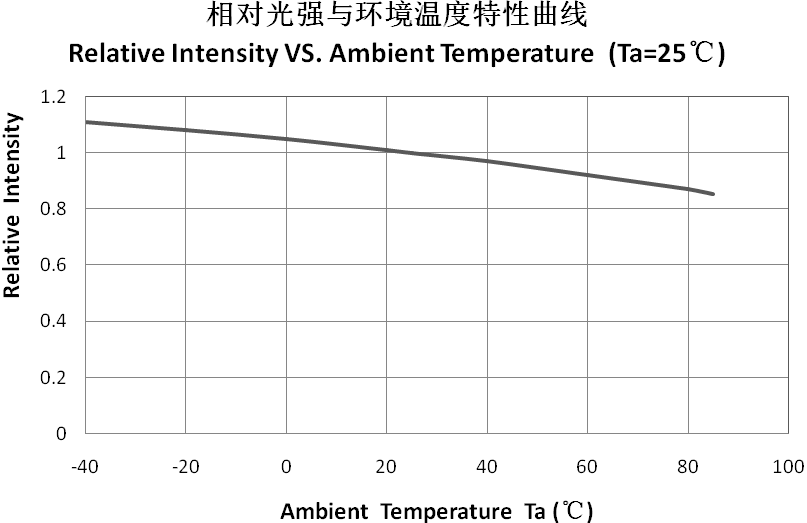 相对光强与环境温度特性曲线
Relative Intensity VS. Ambient Temperature (Ta=25℃)
Relative Intensity
1.2
1
0.8
0.6
0.4
0.2
0
-40 -20 0 20 40 60 80 100
Ambient Temperature Ta (℃)